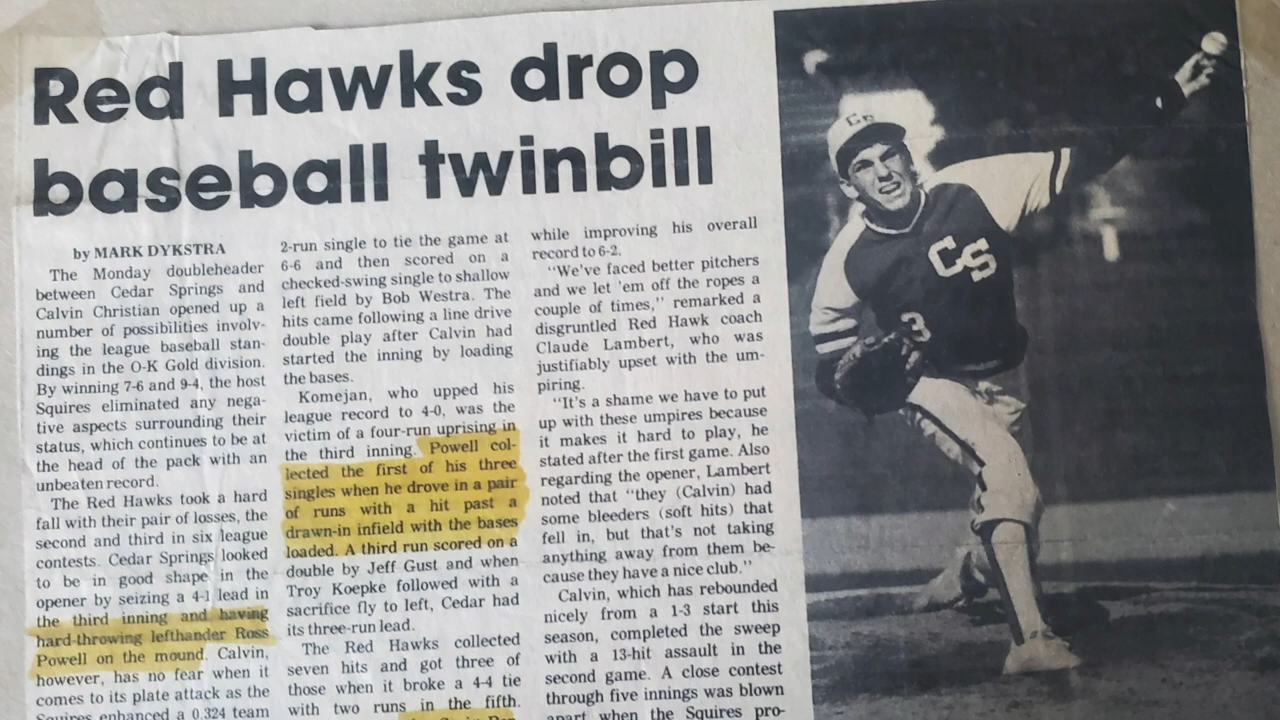 Red Hawks drop
baseball twinbill
by MARK DYKSTRA
The Monday doubleheader
between Cedar Springs and
Calvin Christian opened up a
number of possibilities involv-
ing the league baseball stan-
dings in the O-K Gold division.
By winning 7-6 and 9-4, the host
Squires eliminated any nega-
tive aspects surrounding their
status, which continues to be at
the head of the pack with an
unbeaten record.
The Red Hawks took a hard
fall with their pair of losses, the
second and third in six league
contests. Cedar Springs looked
to be in good shape in the
opener by seizing a 4-1 lead in
the third inning and having
hard-throwing lefthander Ross
Powell on the mound. Calvin,
however, has no fear when it
comes to its plate attack as the
Squires enhanced a 0.324 team
2-run single to tie the game at
6-6 and then scored on a
checked-swing single to shallow
left field by Bob Westra. The
hits came following a line drive
double play after Calvin had
started the inning by loading
the bases.
Komejan, who upped his
league record to 4-0, was the
victim of a four-run uprising in
the third inning. Powell col-
lected the first of his three
singles when he drove in a pair
of runs with a hit past a
drawn-in infield with the bases
loaded. A third run scored on a
double by Jeff Gust and when
Troy Koepke followed with a
sacrifice fly to left, Cedar had
its three-run lead.
The Red Hawks collected
seven hits and got three of
those when it broke a 4-4 tie
with two runs in the fifth.
while improving his overall
record to 6-2.
"We've faced better pitchers
and we let 'em off the ropes a
couple of times," remarked a
disgruntled Red Hawk coach
Claude Lambert, who was
justifiably upset with the um-
piring.
"It's a shame we have to put
up with these umpires because
it makes it hard to play, he
stated after the first game. Also
regarding the opener, Lambert
noted that "they (Calvin) had
some bleeders (soft hits) that
fell in, but that's not taking
anything away from them be-
cause they have a nice club."
Calvin, which has rebounded
nicely from a 1-3 start this
season, completed the sweep
with a 13-hit assault in the
second game. A close contest
through five innings was blown
apart when the Squires pro-
CS
CS
3